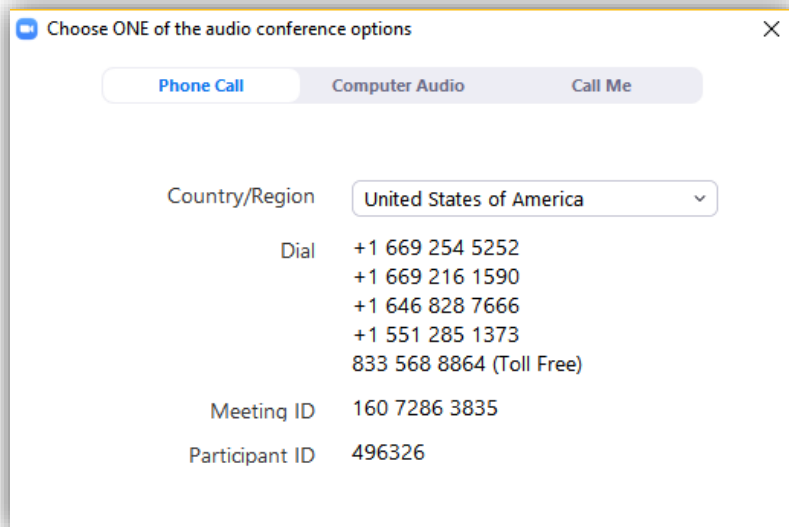 Choose ONE of the audio conference options
Phone Call Computer Audio Call Me
Country/Region United States of America
Dial +1 669 254 5252
+1 669 216 1590
+1 646 828 7666
+1 551 285 1373
833 568 8864 (Toll Free)
Meeting ID 160 7286 3835
Participant ID 496326